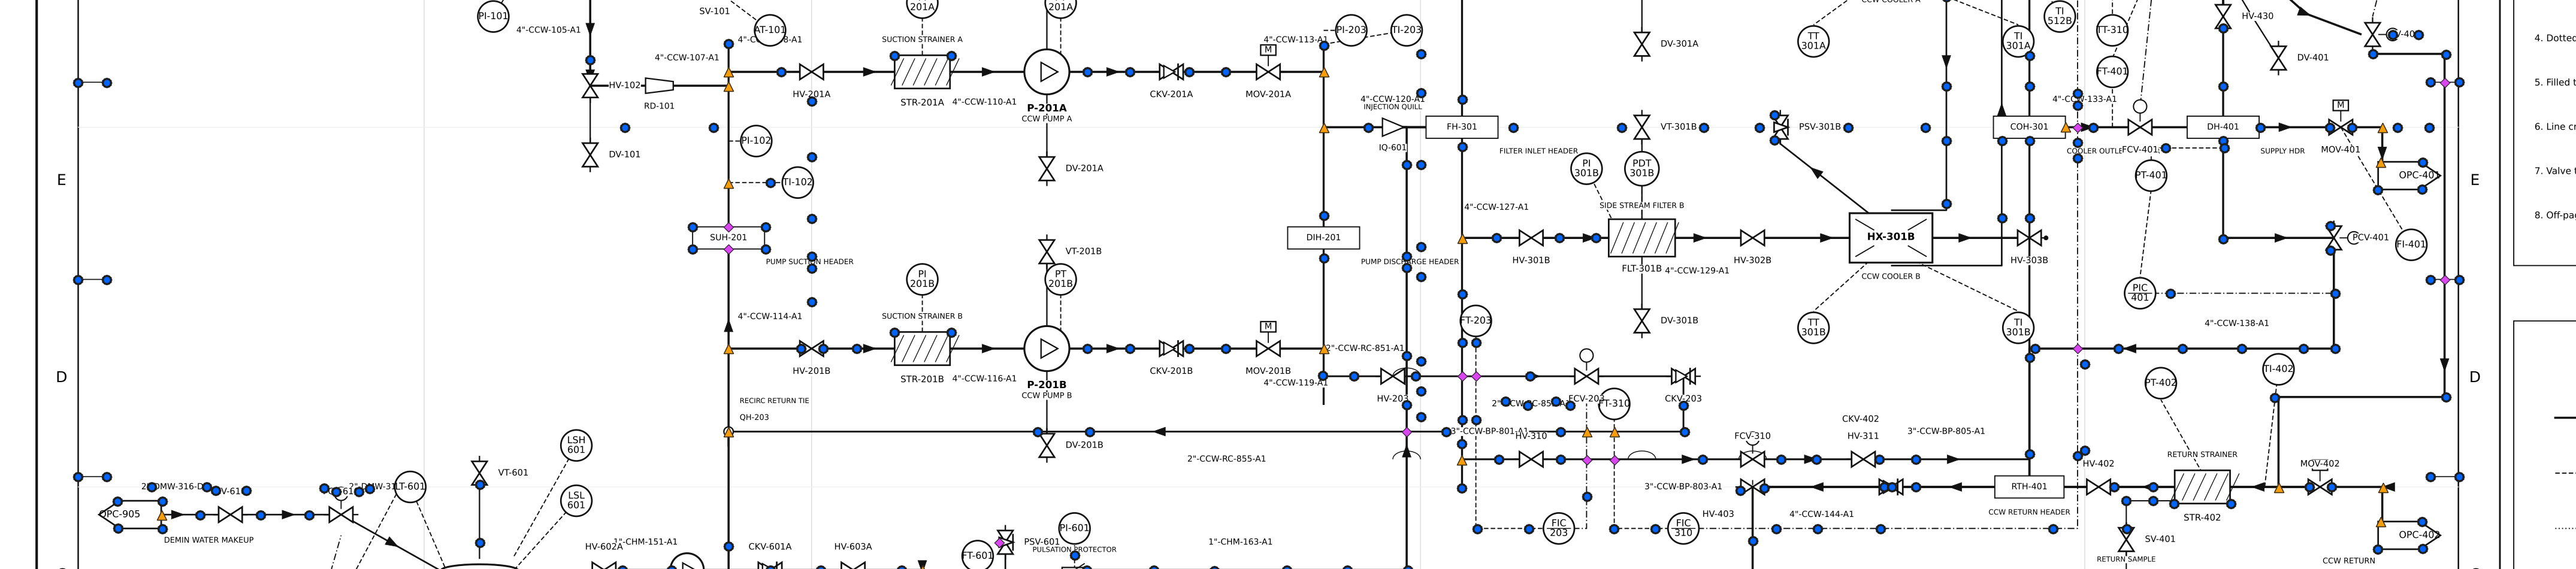 PI-101
SV-101
4"-CCW-105-A1
4"-CCW-107-A1
HV-102
RD-101
DV-101
AT-101
PI-102
TI-102
SUH-201
PUMP SUCTION HEADER
201A
SUCTION STRAINER A
HV-201A
STR-201A
4"-CCW-110-A1
201A
P-201A
CCW PUMP A
DV-201A
CKV-201A
4"-CCW-113-A1
M
MOV-201A
PI-203
TI-203
4"-CCW-120-A1
INJECTION QUILL
IQ-601
DIH-201
PUMP DISCHARGE HEADER
FH-301
FILTER INLET HEADER
DV-301A
VT-301B
PI
301B
PDT
301B
SIDE STREAM FILTER B
4"-CCW-127-A1
HV-301B
FLT-301B
4"-CCW-129-A1
HV-302B
DV-301B
PSV-301B
CCW COOLER A
TT
301A
TI
301A
HX-301B
CCW COOLER B
HV-303B
TT
301B
TI
301B
TI
512B
TT-310
FT-401
4"-CCW-133-A1
COH-301
FCV-401
PT-401
PIC
401
HV-430
DV-401
DH-401
SUPPLY HDR
M
MOV-401
OPC-401
PCV-401
FI-401
4"-CCW-138-A1
E
E
D
D
4"-CCW-114-A1
HV-201B
PI
201B
SUCTION STRAINER B
STR-201B
4"-CCW-116-A1
VT-201B
PT
201B
P-201B
CCW PUMP B
DV-201B
CKV-201B
M
MOV-201B
4"-CCW-119-A1
2"-CCW-RC-851-A1
HV-203
FT-203
FCV-203
CKV-203
FT-310
RECIRC RETURN TIE
QH-203
2"-CCW-RC-855-A1
3"-CCW-BP-801-A1
HV-310
FCV-310
CKV-402
HV-311
3"-CCW-BP-805-A1
3"-CCW-BP-803-A1
HV-403
4"-CCW-144-A1
FIC
203
FIC
310
RTH-401
CCW RETURN HEADER
HV-402
PT-402
TI-402
RETURN STRAINER
STR-402
MOV-402
SV-401
RETURN SAMPLE
OPC-402
CCW RETURN
OPC-905
DEMIN WATER MAKEUP
LT-601
VT-601
LSH
601
LSL
601
HV-602A
1"-CHM-151-A1
CKV-601A
HV-603A
FT-601
PSV-601
PI-601
PULSATION PROTECTOR
1"-CHM-163-A1
4. Dotted
5. Filled t
6. Line cr
7. Valve t
8. Off-pag